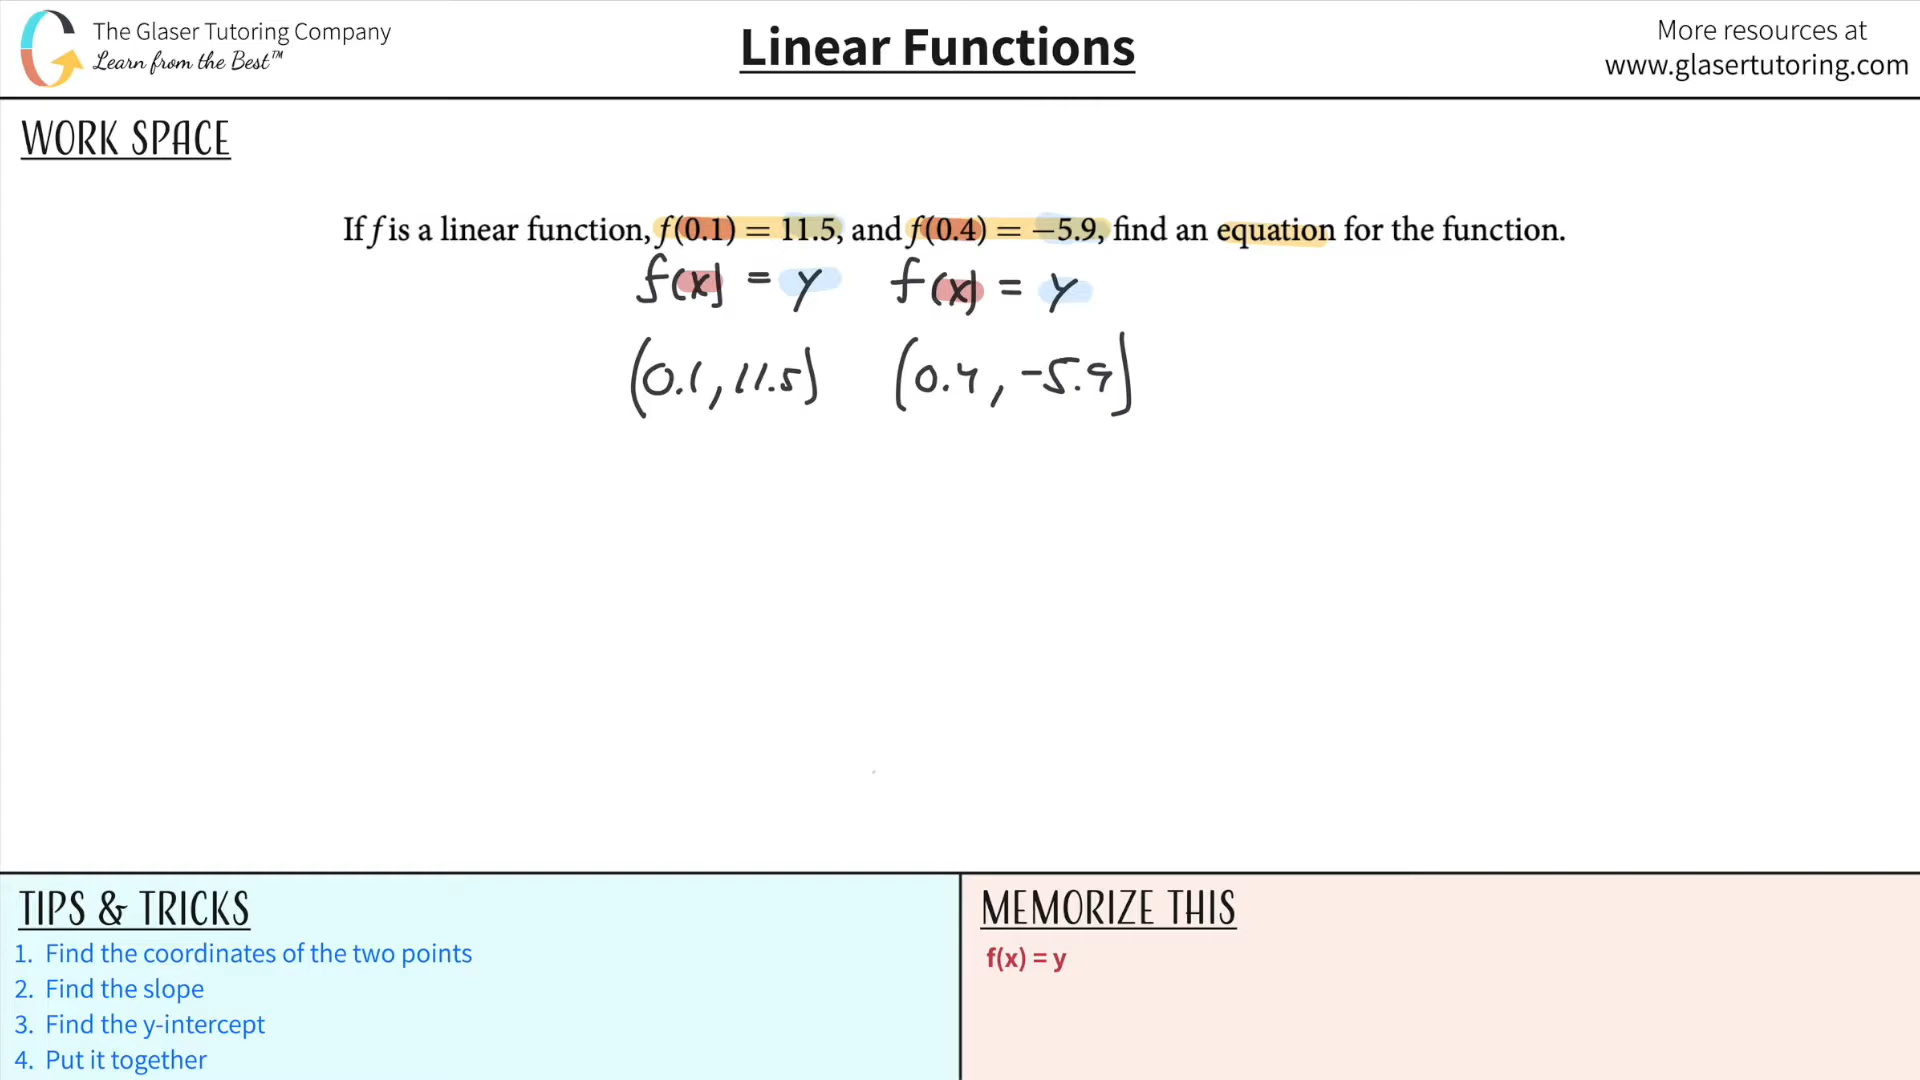 The Glaser Tutoring Company
Learn from the Best™
Linear Functions
More resources at
www.glasertutoring.com
WORK SPACE
If f is a linear function, f(0.1) = 11.5, and f(0.4) = −5.9, find an equation for the function.
f(x) = y f(x) = y
(0.1, 11.5) (0.4, -5.9)
TIPS & TRICKS
1. Find the coordinates of the two points
2. Find the slope
3. Find the y-intercept
4. Put it together
MEMORIZE THIS
f(x) = y